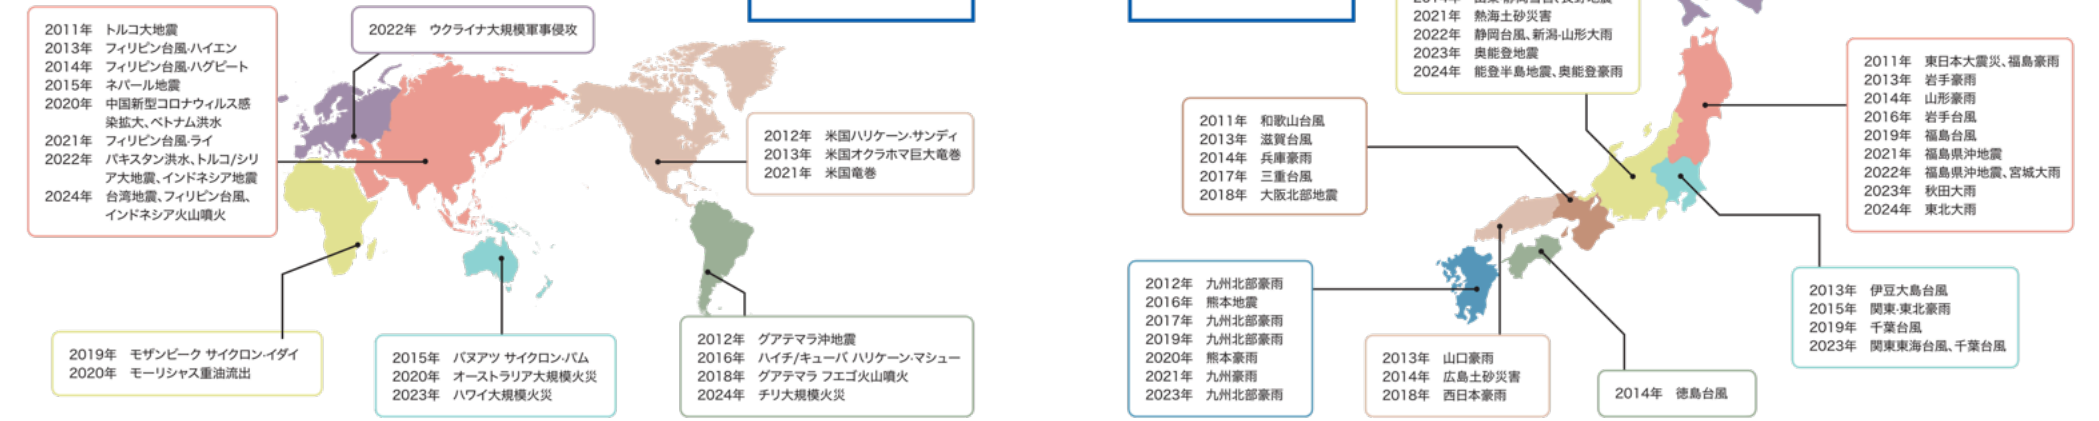 2011年 トルコ大地震
2013年 フィリピン台風・ハイエン
2014年 フィリピン台風・ハグピート
2015年 ネパール地震
2020年 中国新型コロナウィルス感
染拡大、ベトナム洪水
2021年 フィリピン台風・ライ
2022年 パキスタン洪水、トルコ/シリ
ア大地震、インドネシア地震
2024年 台湾地震、フィリピン台風、
インドネシア火山噴火
2022年 ウクライナ大規模軍事侵攻
2012年 米国ハリケーン・サンディ
2013年 米国オクラホマ巨大竜巻
2021年 米国竜巻
2019年 モザンビーク サイクロン・イダイ
2020年 モーリシャス重油流出
2015年 バヌアツ サイクロン・パム
2020年 オーストラリア大規模火災
2023年 ハワイ大規模火災
2012年 グアテマラ沖地震
2016年 ハイチ/キューバ ハリケーン・マシュー
2018年 グアテマラ フエゴ火山噴火
2024年 チリ大規模火災
2021年 熱海土砂災害
2022年 静岡台風、新潟・山形大雨
2023年 奥能登地震
2024年 能登半島地震、奥能登豪雨
2011年 和歌山台風
2013年 滋賀台風
2014年 兵庫豪雨
2017年 三重台風
2018年 大阪北部地震
2011年 東日本大震災、福島豪雨
2013年 岩手豪雨
2014年 山形豪雨
2016年 岩手台風
2019年 福島台風
2021年 福島県沖地震
2022年 福島県沖地震、宮城大雨
2023年 秋田大雨
2024年 東北大雨
2012年 九州北部豪雨
2016年 熊本地震
2017年 九州北部豪雨
2019年 九州北部豪雨
2020年 熊本豪雨
2021年 九州豪雨
2023年 九州北部豪雨
2013年 山口豪雨
2014年 広島土砂災害
2018年 西日本豪雨
2014年 徳島台風
2013年 伊豆大島台風
2015年 関東・東北豪雨
2019年 千葉台風
2023年 関東東海台風、千葉台風